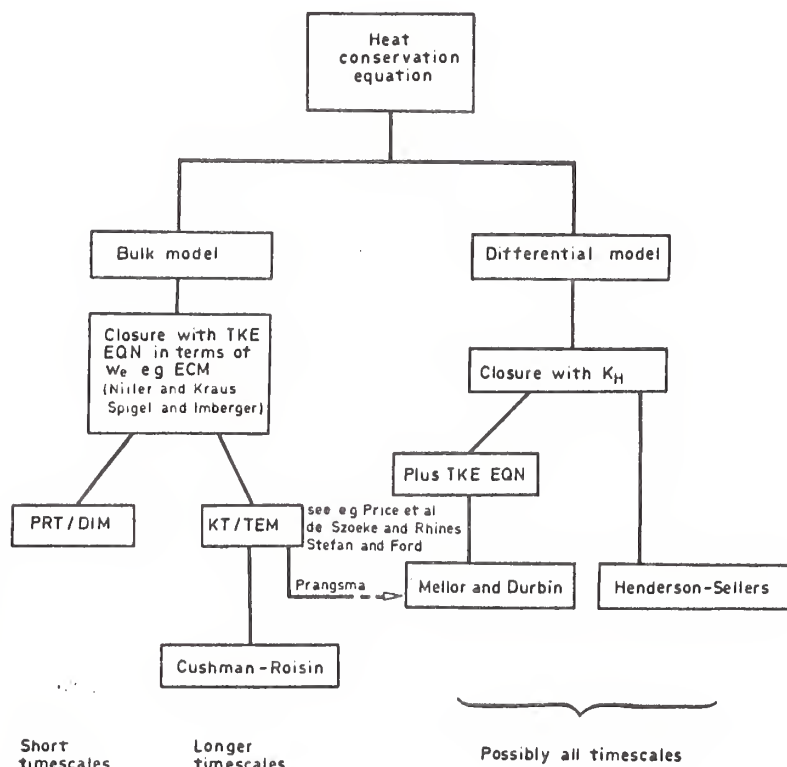 Heat
conservation
equation
Bulk model
Differential model
Closure with TKE
EQN in terms of
We e g ECM
(Niiler and Kraus
Spigel and Imberger)
Closure with KH
Plus TKE EQN
PRT/DIM
KT/TEM
see e g Price et al
de Szoeke and Rhines
Stefan and Ford
Prangsma
Mellor and Durbin
Henderson-Sellers
Cushman-Roisin
Short
timescales
Longer
timescales
Possibly all timescales